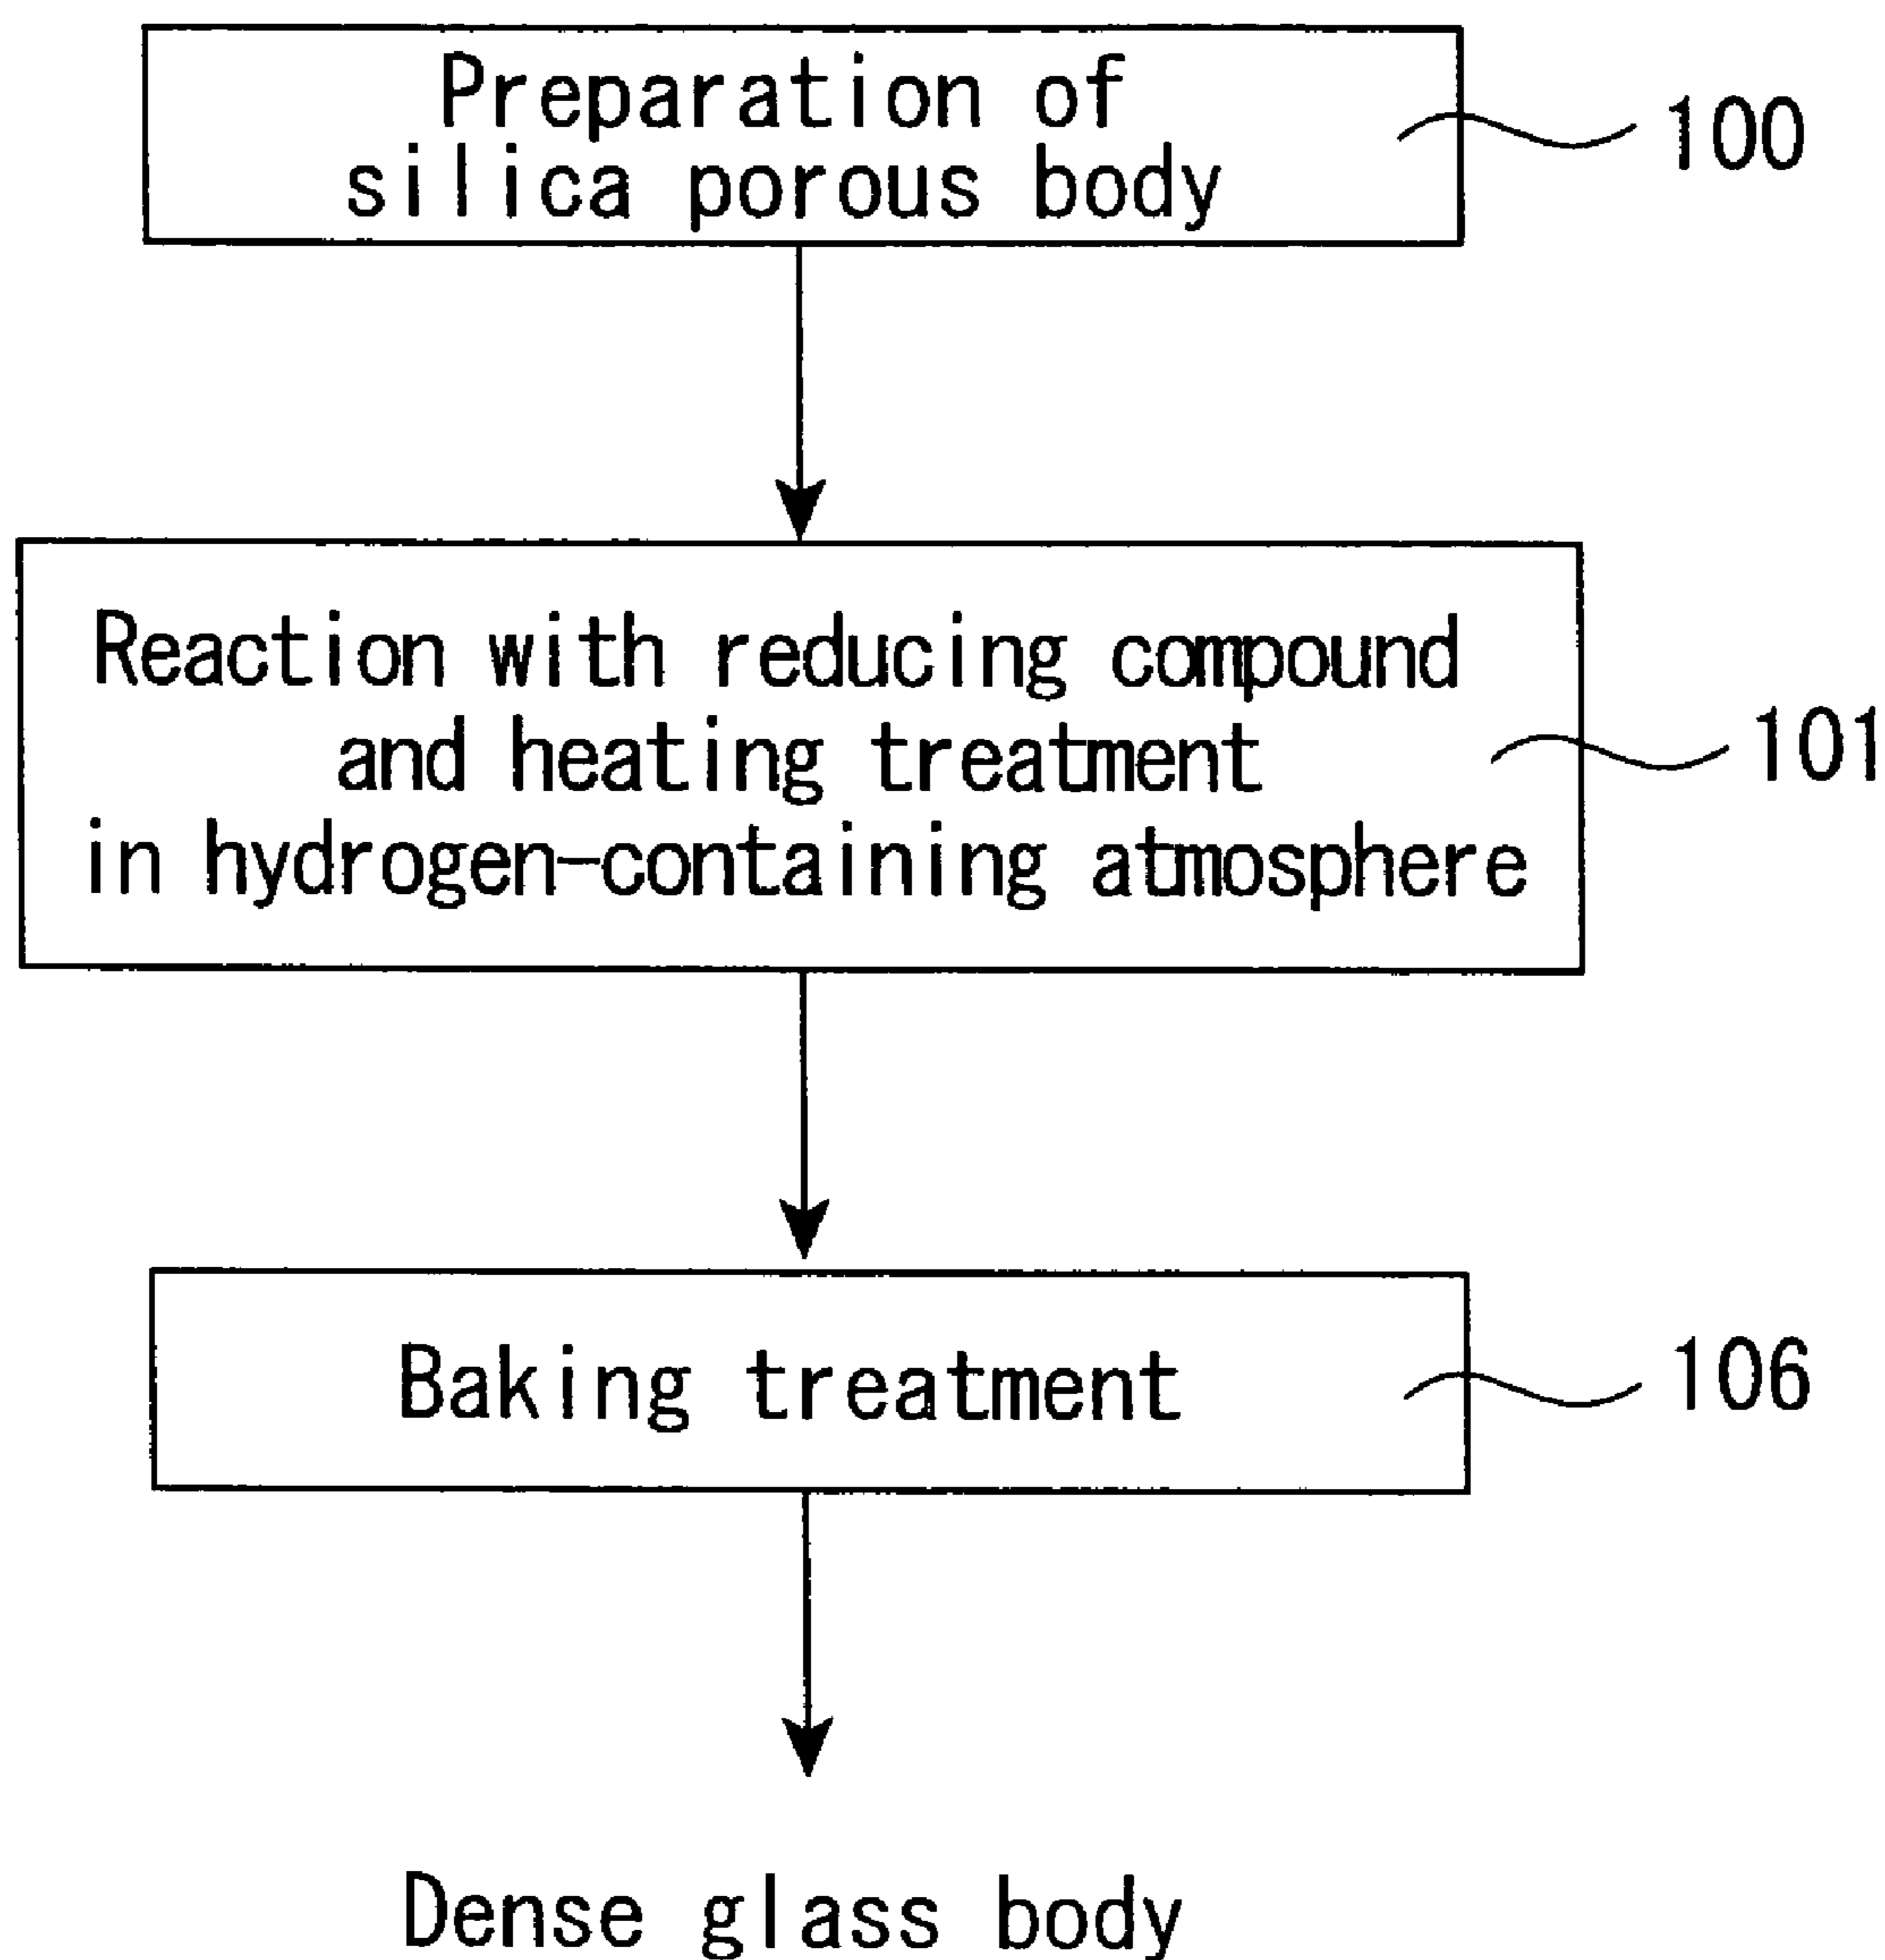 Preparation of
silica porous body
100
Reaction with reducing compound
and heating treatment
in hydrogen-containing atmosphere
101
Baking treatment
106
Dense glass body